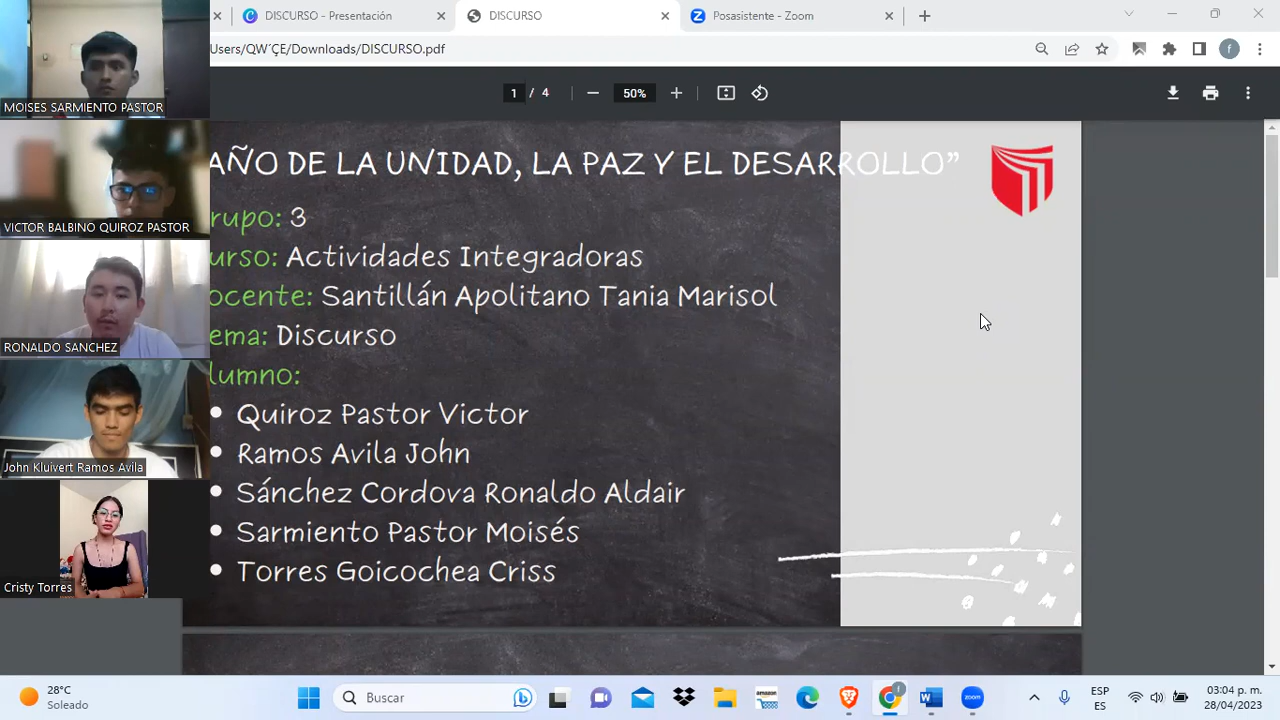 DISCURSO - Presentación
DISCURSO
Posasistente - Zoom
Users/QW´ÇE/Downloads/DISCURSO.pdf
f
1 / 4
50%
MOISES SARMIENTO PASTOR
VICTOR BALBINO QUIROZ PASTOR
RONALDO SANCHEZ
John Kluivert Ramos Avila
Cristy Torres
AÑO DE LA UNIDAD, LA PAZ Y EL DESARROLLO”
rupo: 3
urso: Actividades Integradoras
ocente: Santillán Apolitano Tania Marisol
ema: Discurso
lumno:
• Quiroz Pastor Victor
• Ramos Avila John
• Sánchez Cordova Ronaldo Aldair
• Sarmiento Pastor Moisés
• Torres Goicochea Criss
28°C
Soleado
Buscar
amazon
ESP
ES
03:04 p. m.
28/04/2023